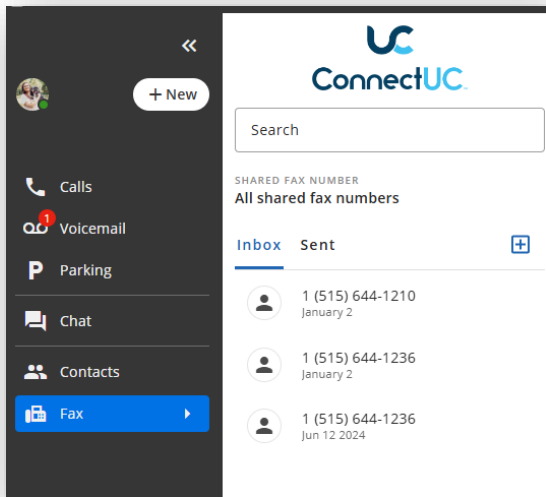 + New
Calls
1
Voicemail
P Parking
Chat
Contacts
Fax
UC
ConnectUC
Search
SHARED FAX NUMBER
All shared fax numbers
Inbox Sent
1 (515) 644-1210
January 2
1 (515) 644-1236
January 2
1 (515) 644-1236
Jun 12 2024